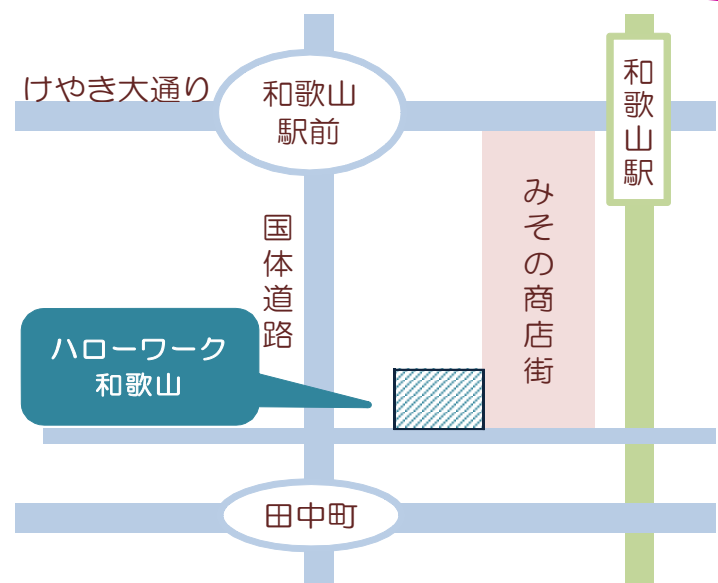 けやき大通り
和歌山
駅前
和歌山駅
みその商店街
国体道路
ハローワーク
和歌山
田中町